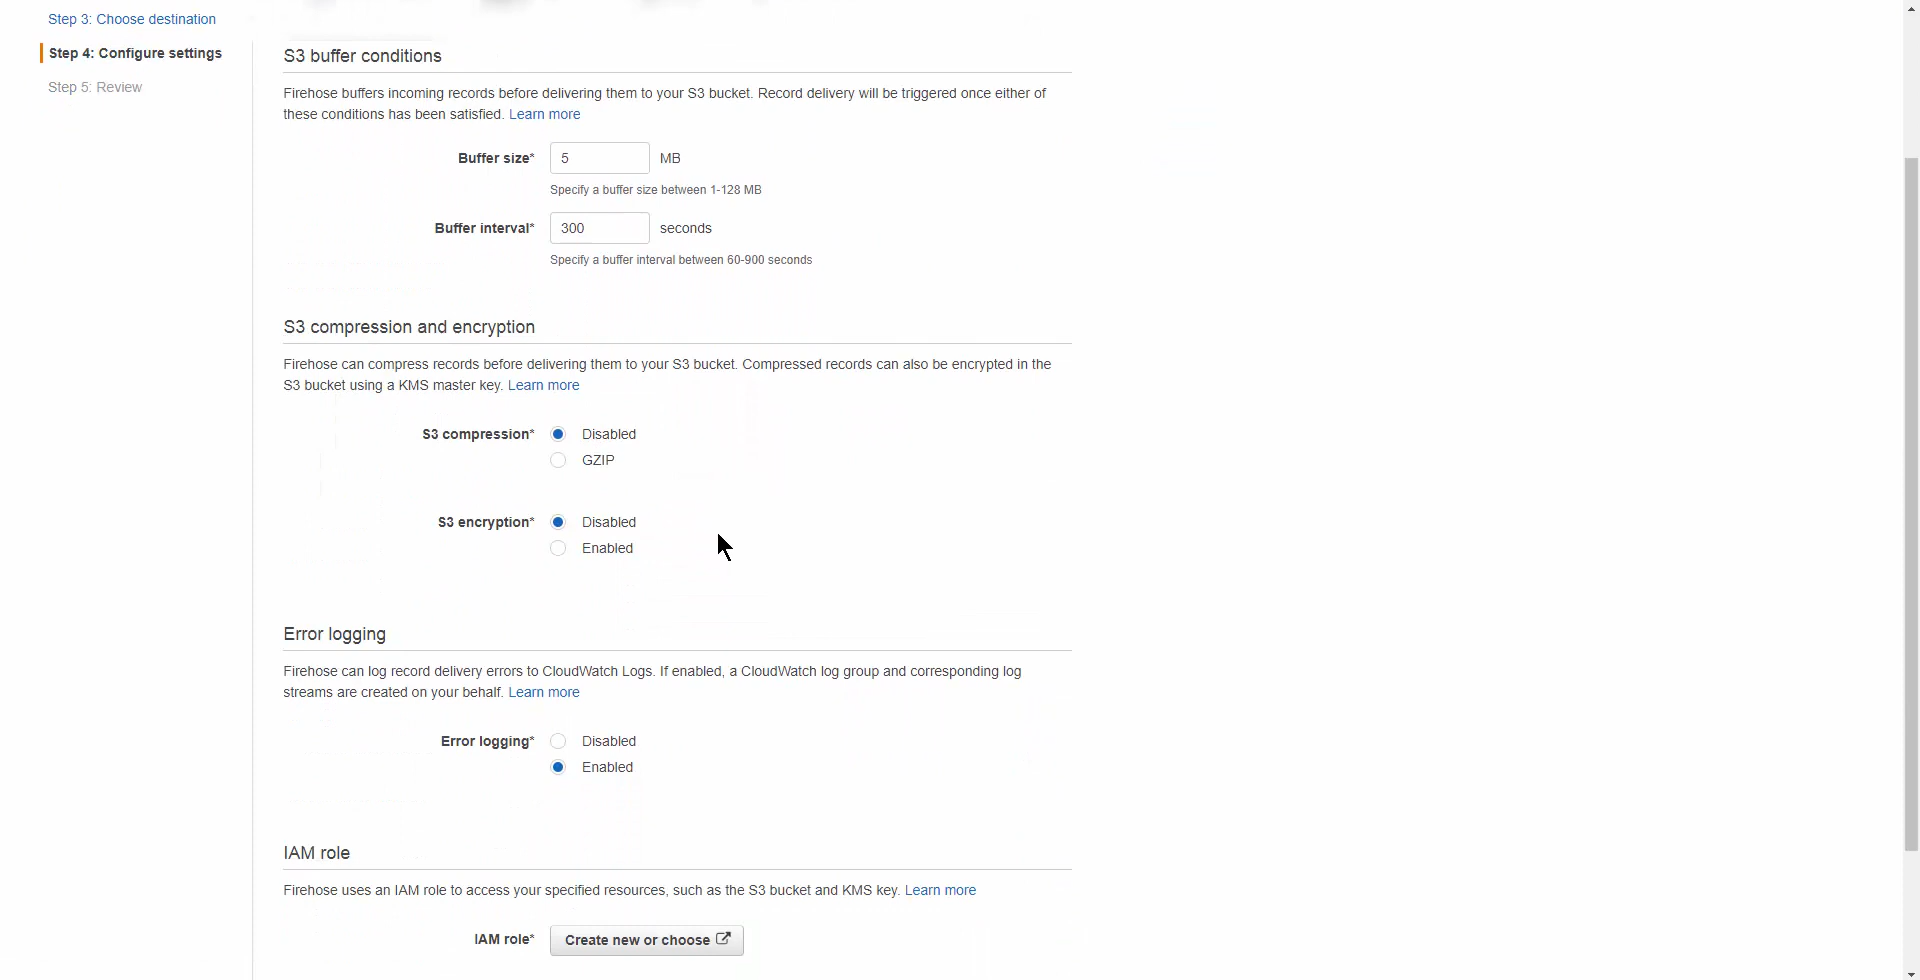 Step 3: Choose destination
Step 4: Configure settings
Step 5: Review
S3 buffer conditions
Firehose buffers incoming records before delivering them to your S3 bucket. Record delivery will be triggered once either of
these conditions has been satisfied. Learn more
Buffer size* 5 MB
Specify a buffer size between 1-128 MB
Buffer interval* 300 seconds
Specify a buffer interval between 60-900 seconds
S3 compression and encryption
Firehose can compress records before delivering them to your S3 bucket. Compressed records can also be encrypted in the
S3 bucket using a KMS master key. Learn more
S3 compression* Disabled
GZIP
S3 encryption* Disabled
Enabled
Error logging
Firehose can log record delivery errors to CloudWatch Logs. If enabled, a CloudWatch log group and corresponding log
streams are created on your behalf. Learn more
Error logging* Disabled
Enabled
IAM role
Firehose uses an IAM role to access your specified resources, such as the S3 bucket and KMS key. Learn more
IAM role* Create new or choose